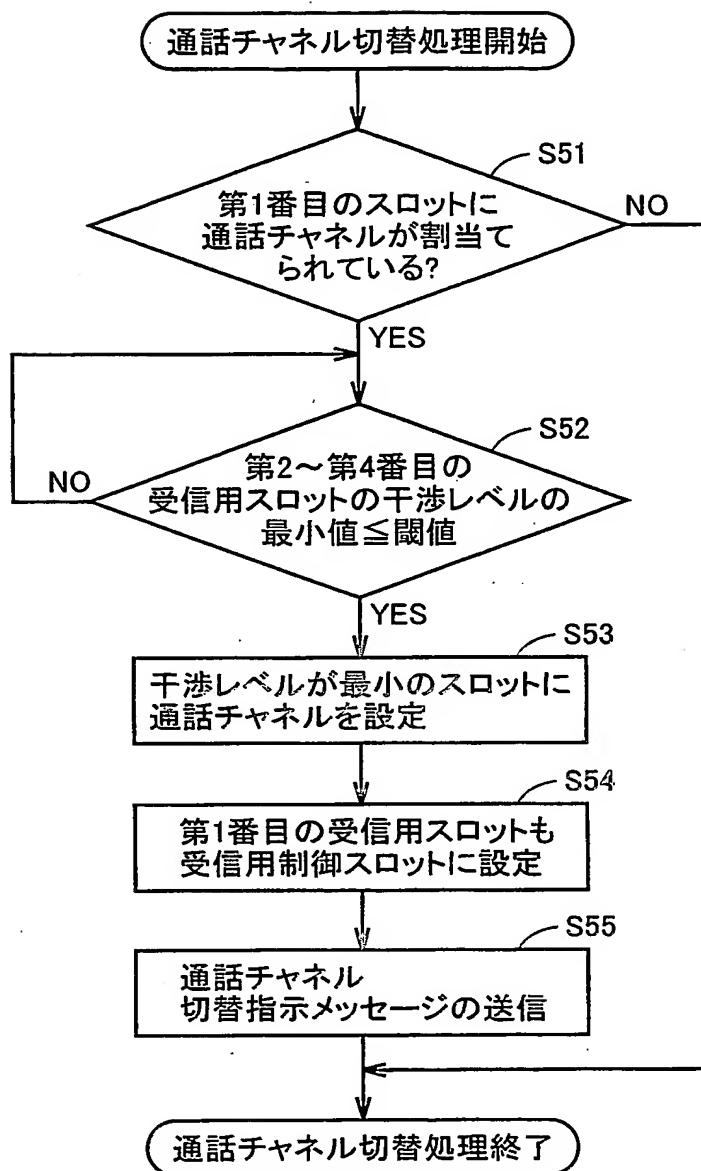 通話チャネル切替処理開始
S51
第1番目のスロットに
通話チャネルが割当て
られている?
NO
YES
S52
第2～第4番目の
受信用スロットの干渉レベルの
最小値≦閾値
NO
YES
S53
干渉レベルが最小のスロットに
通話チャネルを設定
S54
第1番目の受信用スロットも
受信用制御スロットに設定
S55
通話チャネル
切替指示メッセージの送信
通話チャネル切替処理終了